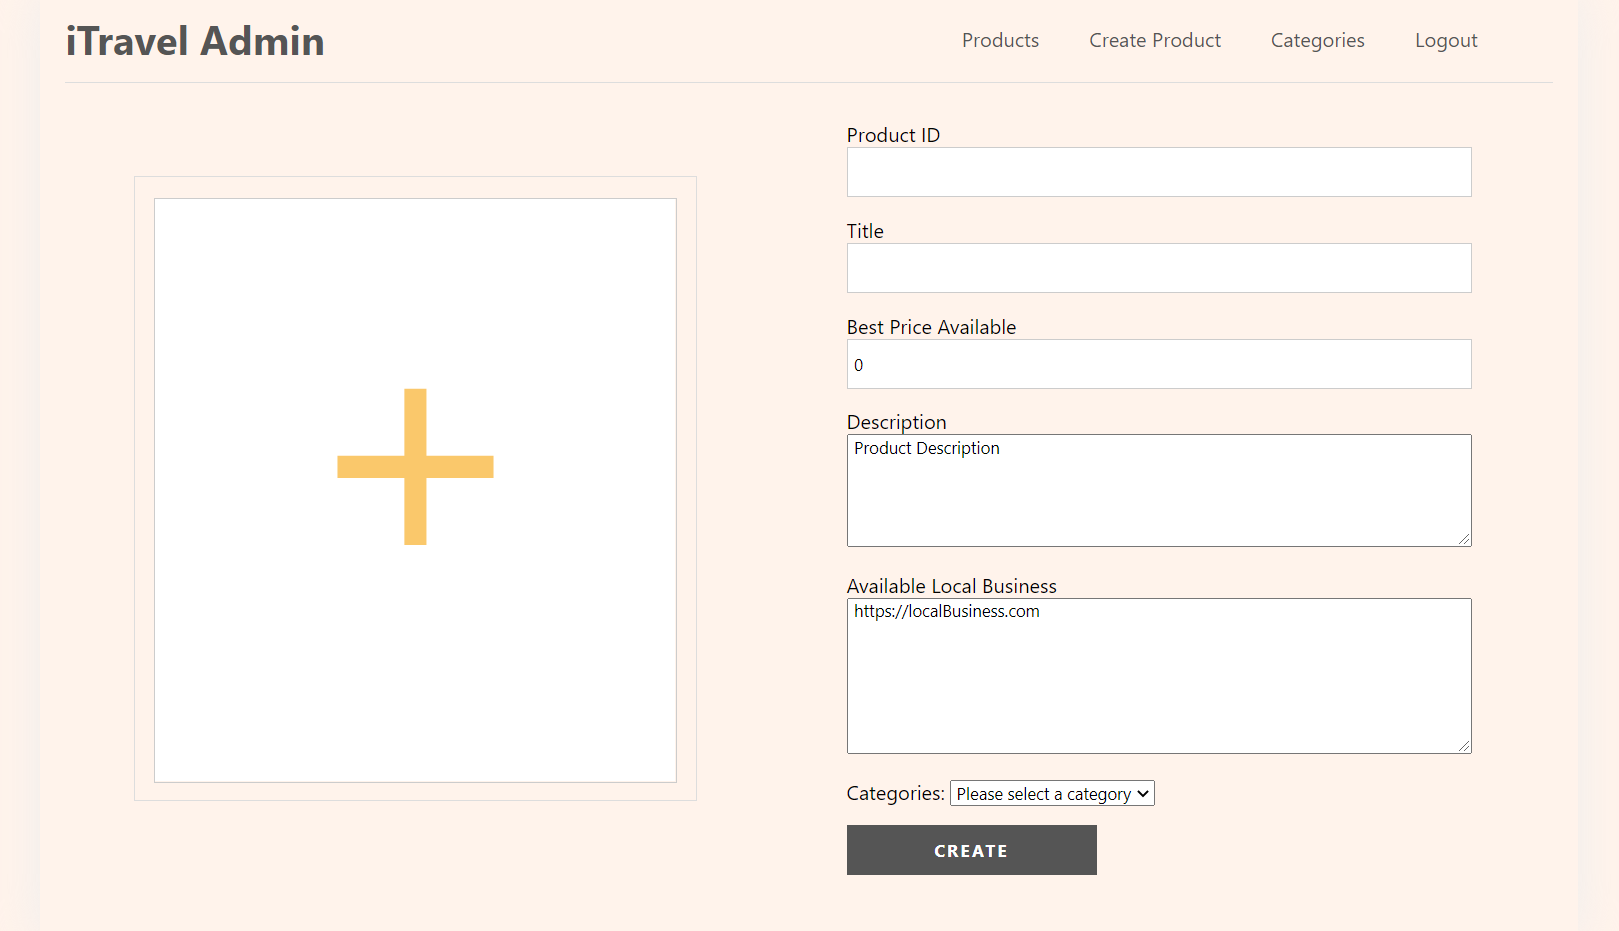 iTravel Admin
Products Create Product Categories Logout
Product ID
Title
Best Price Available
0
Description
Product Description
Available Local Business
https://localBusiness.com
Categories: Please select a category
CREATE